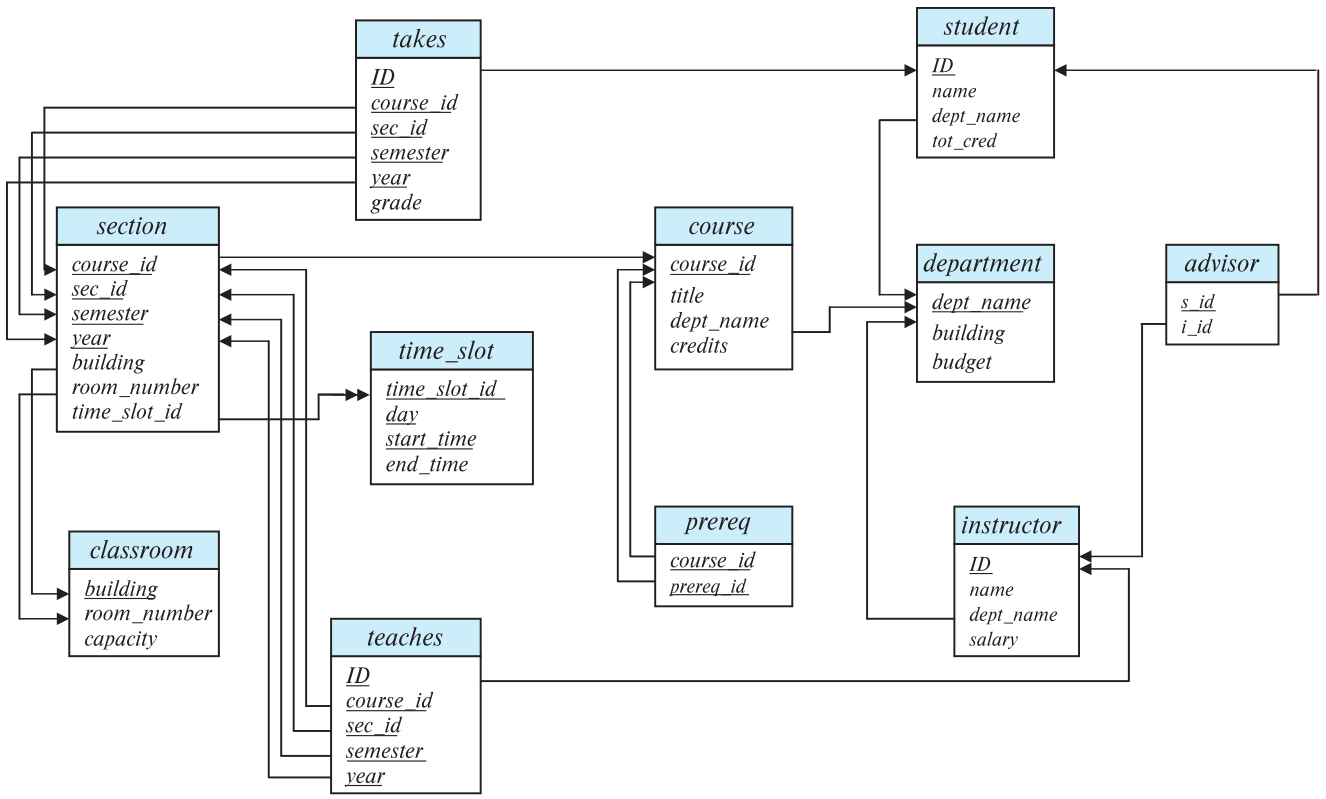 takes
ID
course_id
sec_id
semester
year
grade
student
ID
name
dept_name
tot_cred
section
course_id
sec_id
semester
year
building
room_number
time_slot_id
course
course_id
title
dept_name
credits
department
dept_name
building
budget
advisor
s_id
i_id
time_slot
time_slot_id
day
start_time
end_time
prereq
course_id
prereq_id
instructor
ID
name
dept_name
salary
classroom
building
room_number
capacity
teaches
ID
course_id
sec_id
semester
year